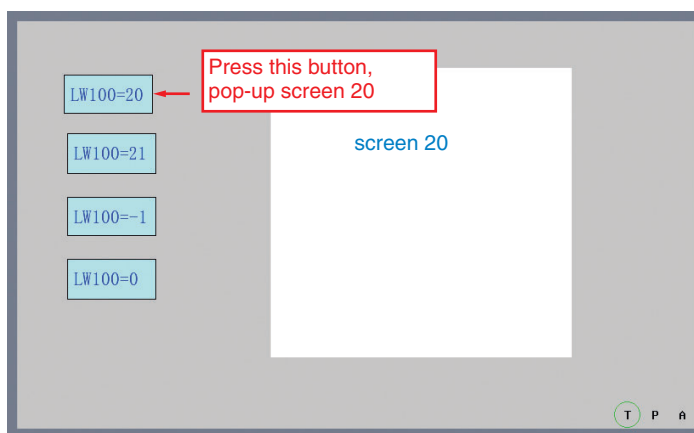 Press this button,
pop-up screen 20
LW100=20
screen 20
LW100=21
LW100=-1
LW100=0
T P A